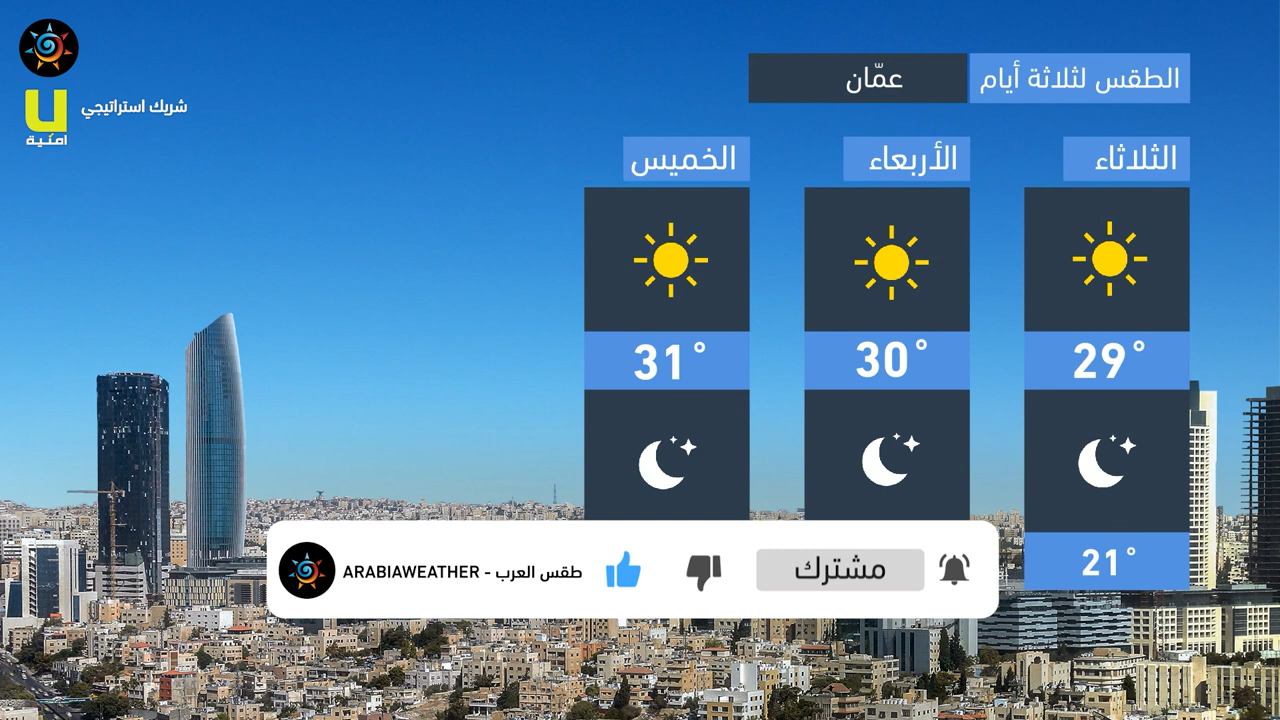 الطقس لثلاثة أيام
عمّان
شريك استراتيجي
امنية
الثلاثاء
الأربعاء
الخميس
29°
30°
31°
21°
ARABIAWEATHER - طقس العرب
مشترك